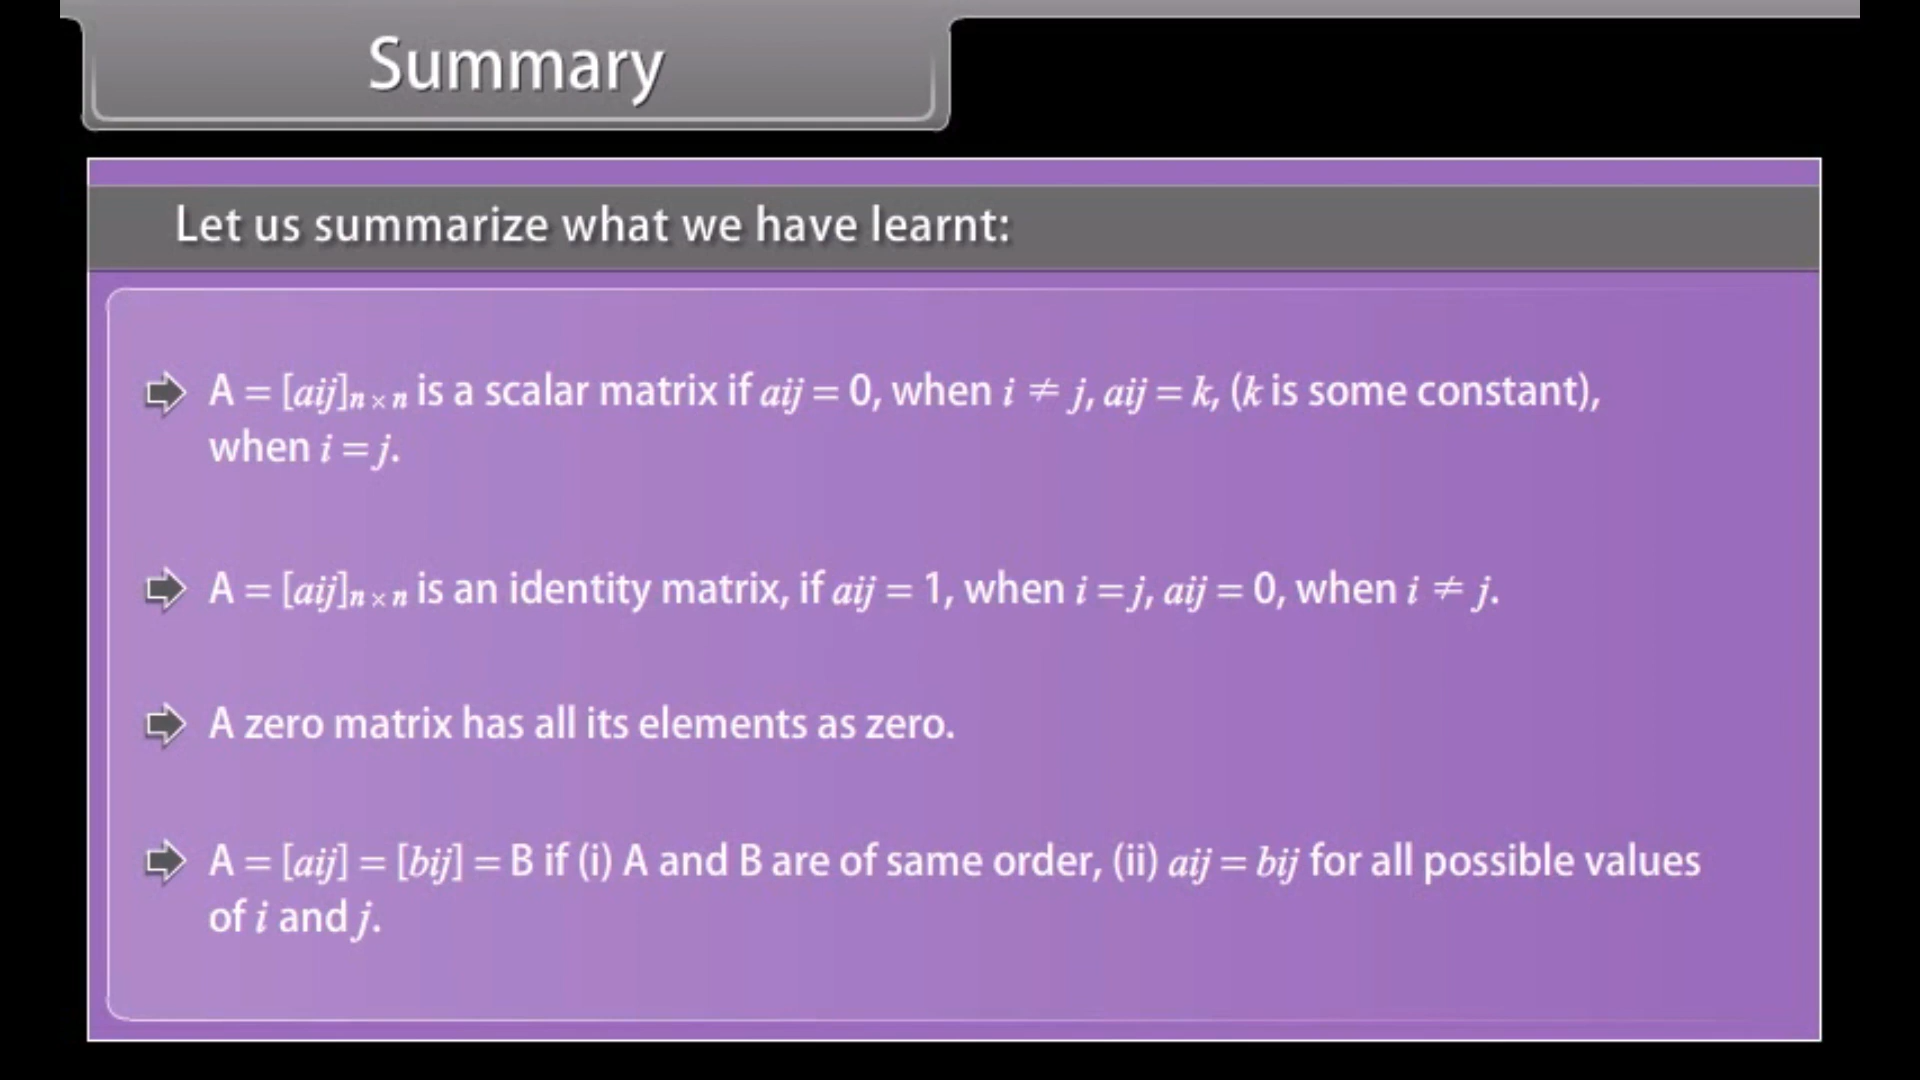 Summary
Let us summarize what we have learnt:
A = [aij]n × n is a scalar matrix if aij = 0, when i ≠ j, aij = k, (k is some constant),
when i = j.
A = [aij]n × n is an identity matrix, if aij = 1, when i = j, aij = 0, when i ≠ j.
A zero matrix has all its elements as zero.
A = [aij] = [bij] = B if (i) A and B are of same order, (ii) aij = bij for all possible values
of i and j.